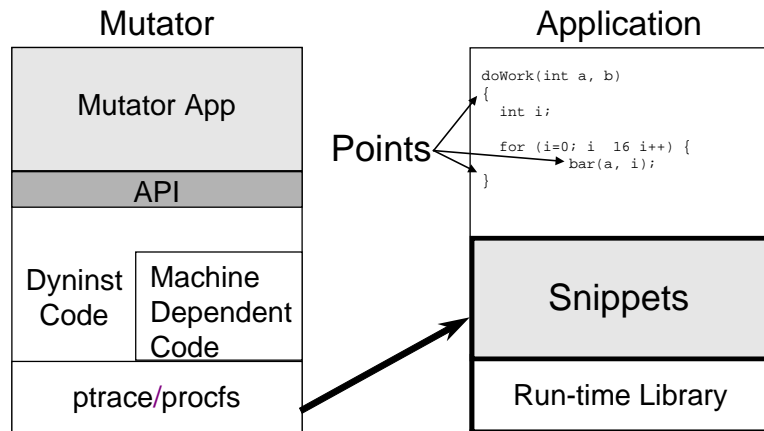 Mutator
Mutator App
API
Dyninst
Code
Machine
Dependent
Code
ptrace/procfs
Application
doWork(int a, b)
{
int i;
for (i=0; i 16 i++) {
bar(a, i);
}
Points
Snippets
Run-time Library